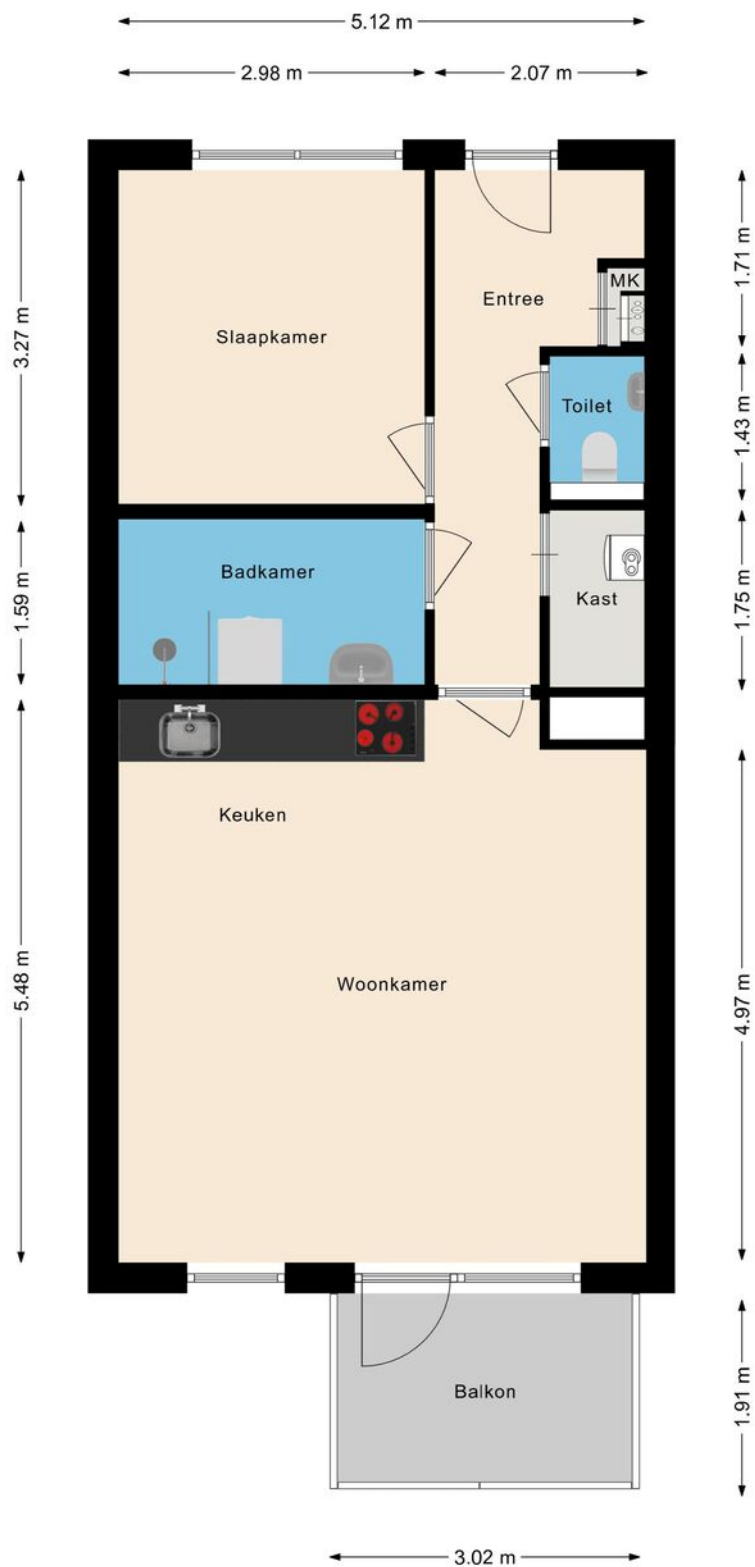 5.12 m
2.98 m
2.07 m
3.27 m
1.71 m
MK
Entree
Slaapkamer
Toilet
1.43 m
Badkamer
1.59 m
Kast
1.75 m
Keuken
5.48 m
Woonkamer
4.97 m
Balkon
1.91 m
3.02 m